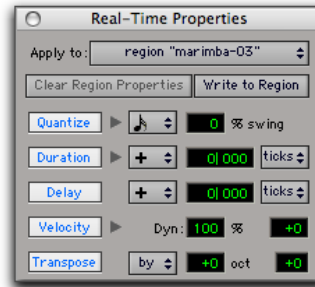 Real-Time Properties
Apply to: region "marimba-03"
Clear Region Properties Write to Region
Quantize 0 % swing
Duration + 0| 000 ticks
Delay + 0| 000 ticks
Velocity Dyn: 100 % +0
Transpose by +0 oct +0